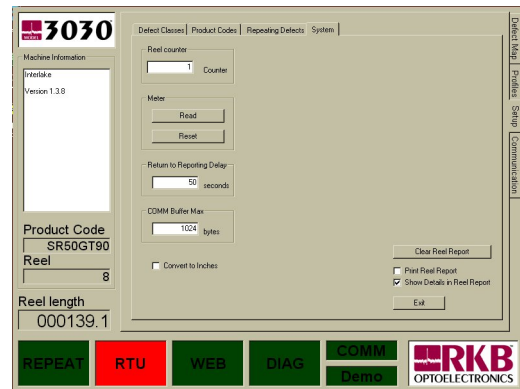 MODEL 3030
Machine Information
Interlake
Version 1.3.8
Product Code
SR50GT90
Reel
8
Reel length
000139.1
Defect Classes
Product Codes
Repeating Defects
System
Reel counter
1 Counter
Meter
Read
Reset
Return to Reporting Delay
50 seconds
COMM Buffer Max
1024 bytes
Convert to Inches
Clear Reel Report
Print Reel Report
Show Details in Reel Report
Exit
Defect Map
Profiles
Setup
Communication
REPEAT
RTU
WEB
DIAG
COMM
Demo
RKB
OPTOELECTRONICS